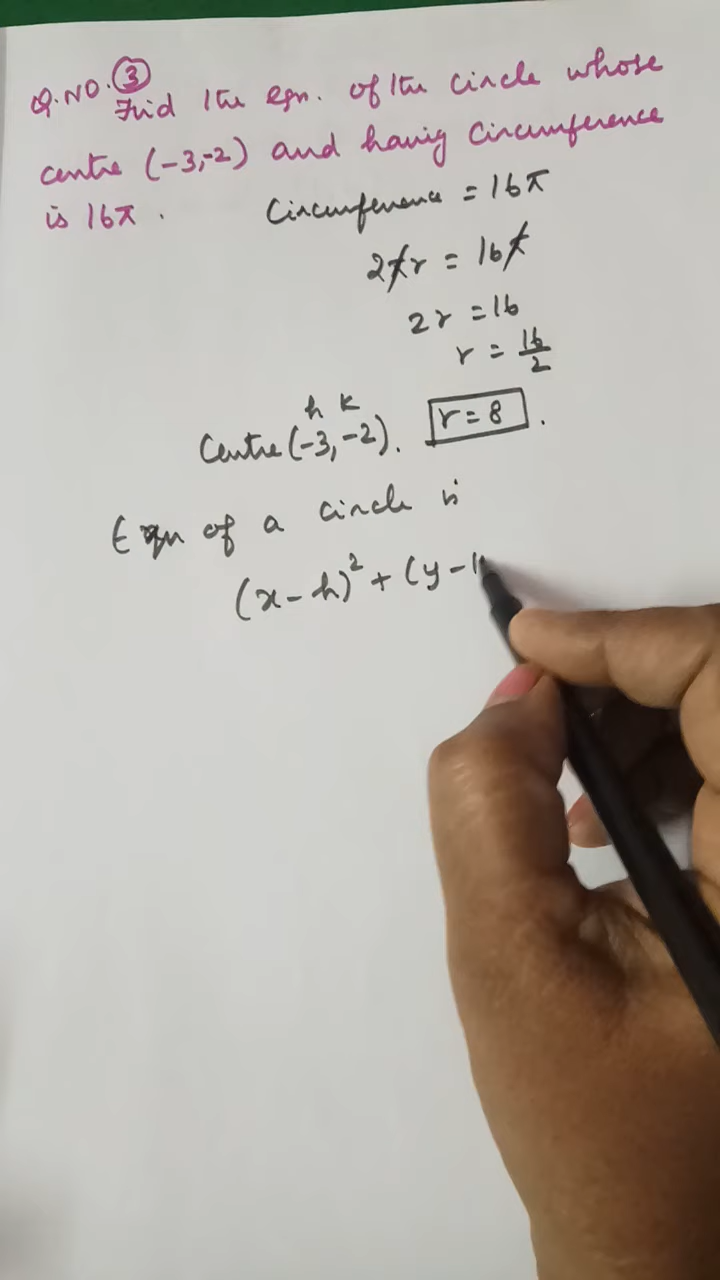 Q.NO. 3
Find the eqn. of the circle whose
centre (-3,-2) and having circumference
is 16π.
Circumference = 16π
2πr = 16π
2r = 16
r = 16/2
h k
Centre (-3, -2). r = 8.
Eqn of a circle is
(x - h)² + (y -